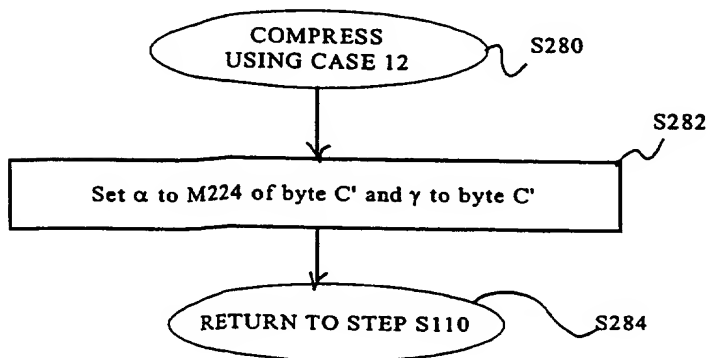 COMPRESS
USING CASE 12
S280
S282
Set α to M224 of byte C' and γ to byte C'
RETURN TO STEP S110
S284